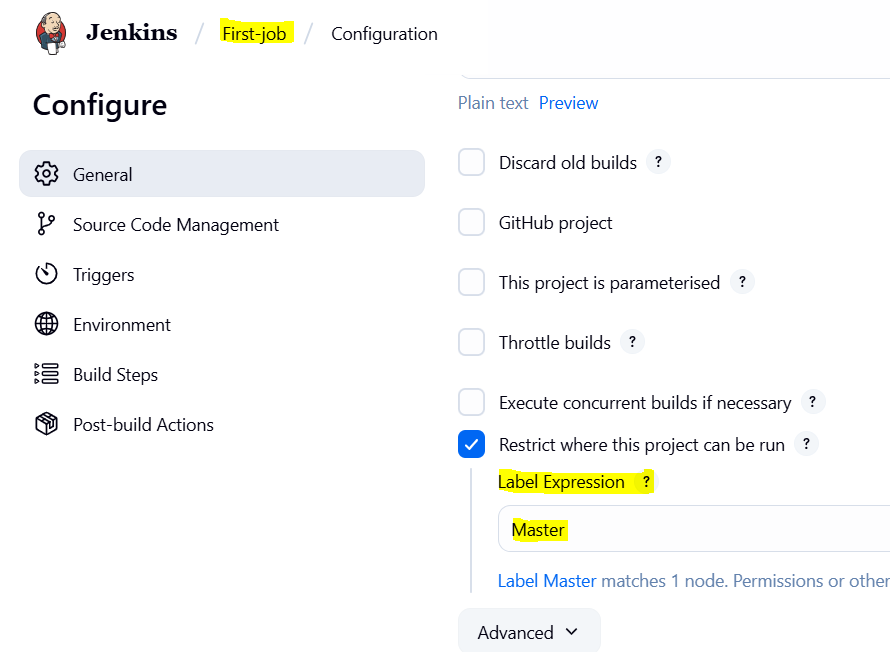 Jenkins / First-job / Configuration
Configure
General
Source Code Management
Triggers
Environment
Build Steps
Post-build Actions
Plain text Preview
Discard old builds ?
GitHub project
This project is parameterised ?
Throttle builds ?
Execute concurrent builds if necessary ?
Restrict where this project can be run ?
Label Expression ?
Master
Label Master matches 1 node. Permissions or other
Advanced